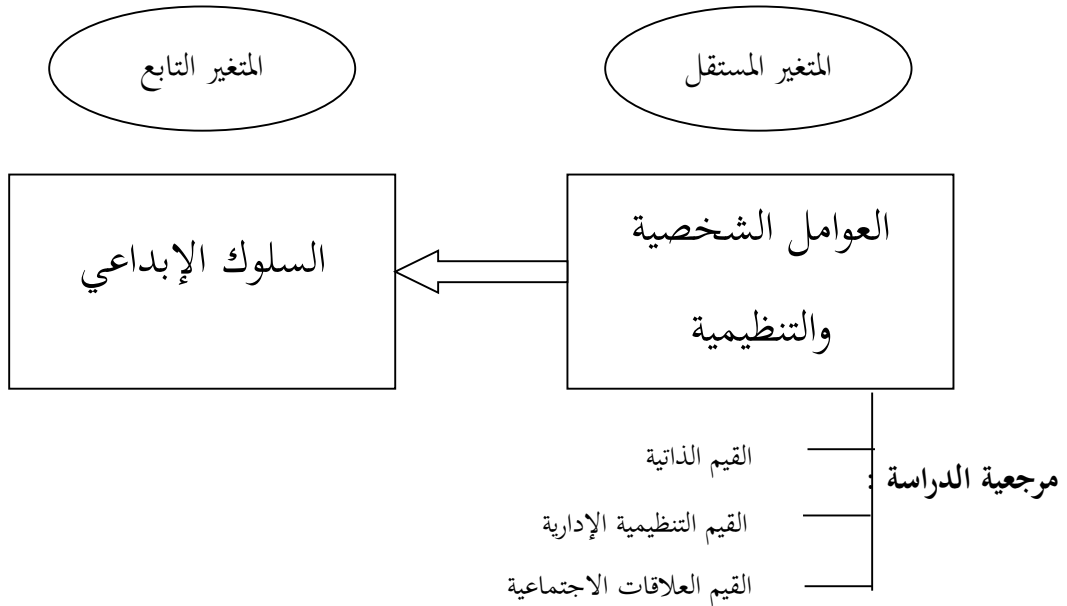 المتغير المستقل
المتغير التابع
العوامل الشخصية
والتنظيمية
السلوك الإبداعي
القيم الذاتية
مرجعية الدراسة :
القيم التنظيمية الإدارية
القيم العلاقات الاجتماعية